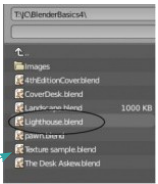 T:\JC\BlenderBasics4\
..
Images
4thEditionCover.blend
CoverDesk.blend
Landscape.blend 1000 KB
Lighthouse.blend
pawn.blend
Texture sample.blend
The Desk Askew.blend